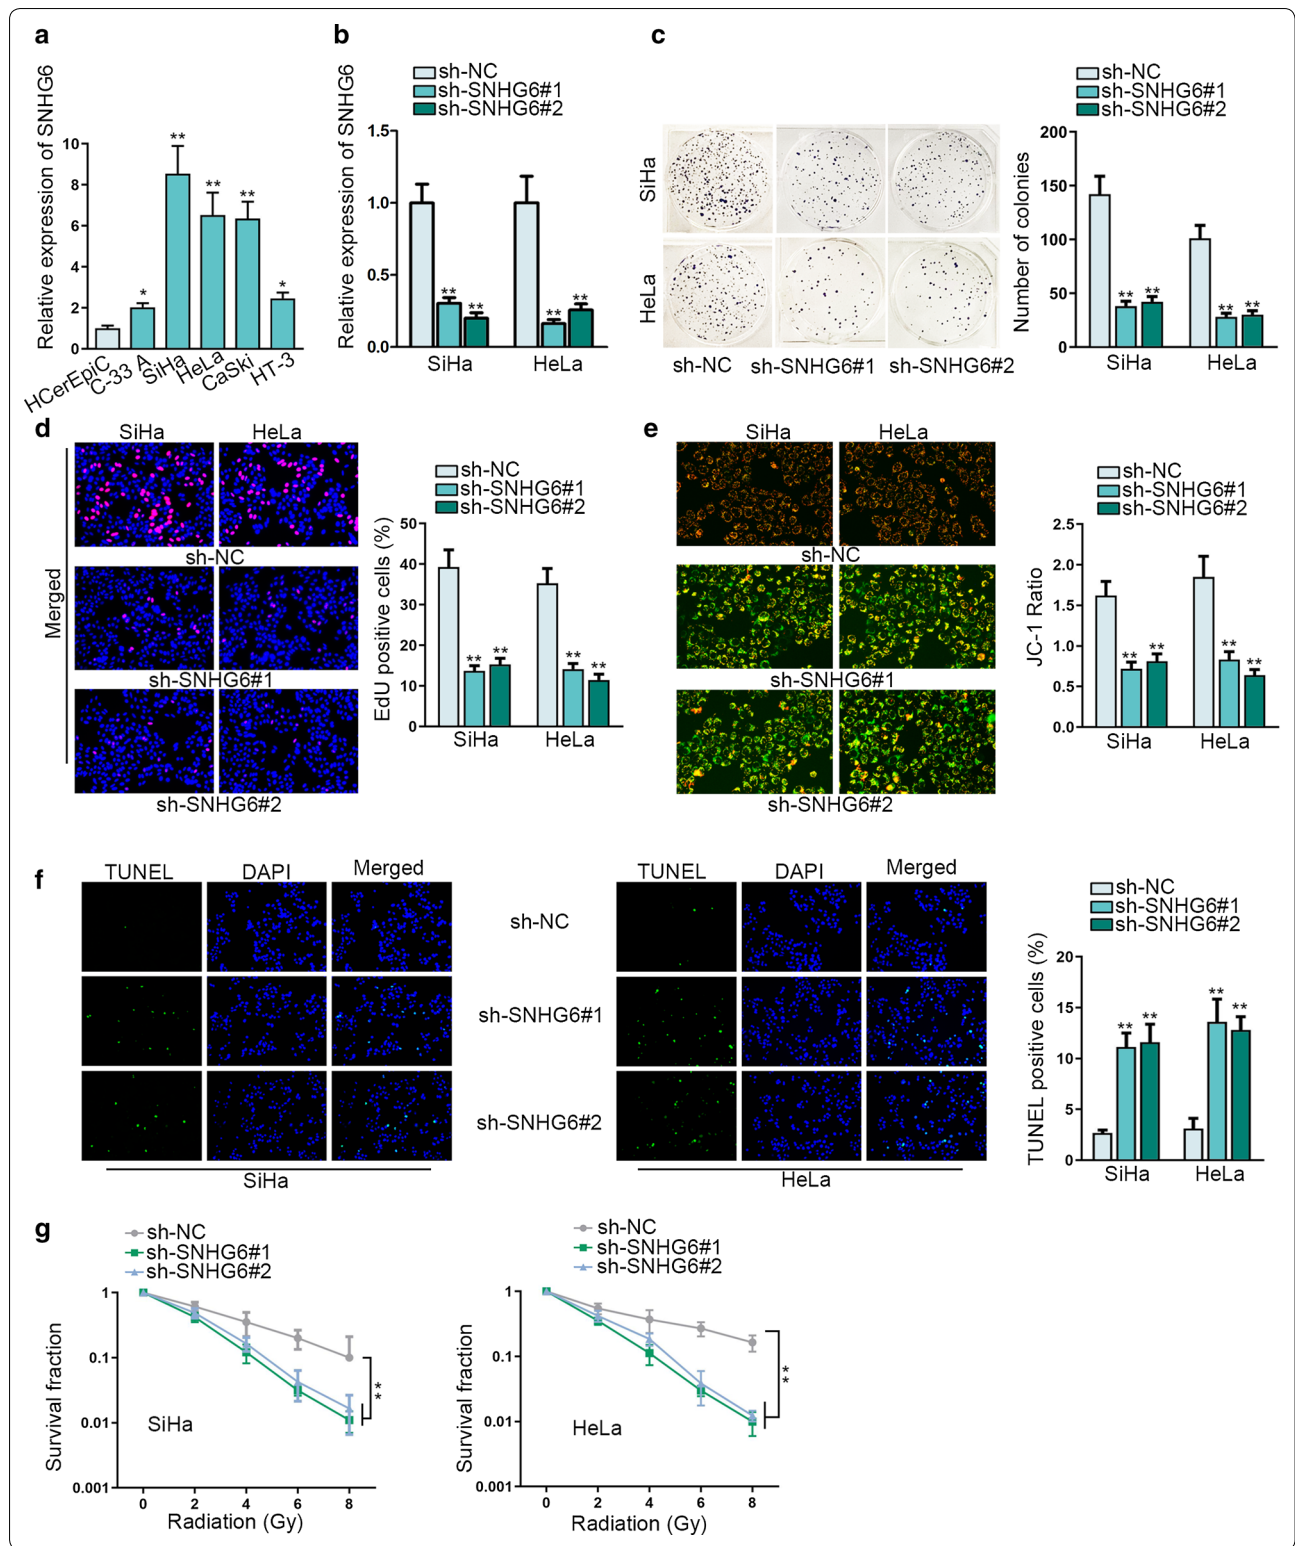 a
Relative expression of SNHG6
10
8
6
4
2
0
**
**
**
*
*
HCerEpiC
C-33 A
SiHa
HeLa
CaSki
HT-3
b
sh-NC
sh-SNHG6#1
sh-SNHG6#2
Relative expression of SNHG6
1.5
1.0
0.5
0.0
** ** ** **
SiHa HeLa
c
SiHa
HeLa
sh-NC sh-SNHG6#1 sh-SNHG6#2
sh-NC
sh-SNHG6#1
sh-SNHG6#2
Number of colonies
200
150
100
50
0
** ** ** **
SiHa HeLa
d
SiHa HeLa
Merged
sh-NC
sh-SNHG6#1
sh-SNHG6#2
sh-NC
sh-SNHG6#1
sh-SNHG6#2
EdU positive cells (%)
50
40
30
20
10
0
** ** ** **
SiHa HeLa
e
SiHa HeLa
sh-NC
sh-SNHG6#1
sh-SNHG6#2
sh-NC
sh-SNHG6#1
sh-SNHG6#2
JC-1 Ratio
2.5
2.0
1.5
1.0
0.5
0.0
** ** ** **
SiHa HeLa
f
TUNEL DAPI Merged
SiHa
sh-NC
sh-SNHG6#1
sh-SNHG6#2
TUNEL DAPI Merged
HeLa
sh-NC
sh-SNHG6#1
sh-SNHG6#2
TUNEL positive cells (%)
20
15
10
5
0
** ** ** **
SiHa HeLa
g
sh-NC
sh-SNHG6#1
sh-SNHG6#2
Survival fraction
1
0.1
0.01
0.001
SiHa
**
0 2 4 6 8
Radiation (Gy)
sh-NC
sh-SNHG6#1
sh-SNHG6#2
Survival fraction
1
0.1
0.01
0.001
HeLa
**
0 2 4 6 8
Radiation (Gy)